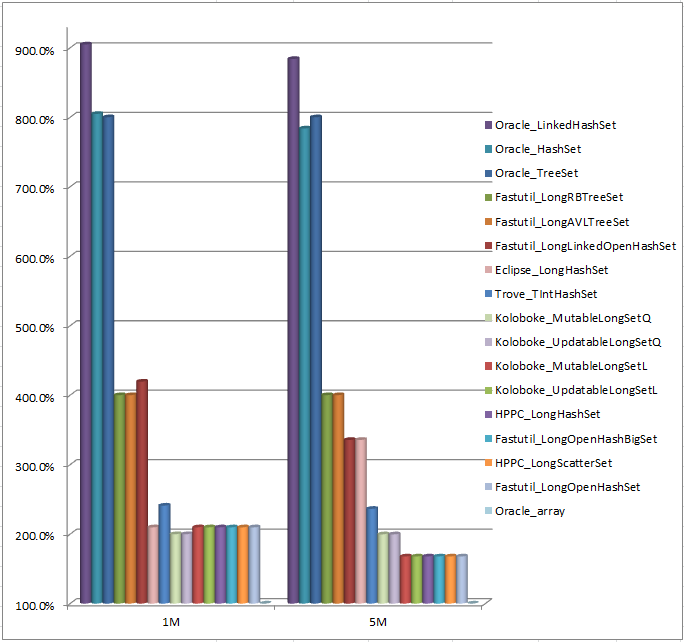 900.0%
800.0%
700.0%
600.0%
500.0%
400.0%
300.0%
200.0%
100.0%
1M
5M
Oracle_LinkedHashSet
Oracle_HashSet
Oracle_TreeSet
Fastutil_LongRBTreeSet
Fastutil_LongAVLTreeSet
Fastutil_LongLinkedOpenHashSet
Eclipse_LongHashSet
Trove_TIntHashSet
Koloboke_MutableLongSetQ
Koloboke_UpdatableLongSetQ
Koloboke_MutableLongSetL
Koloboke_UpdatableLongSetL
HPPC_LongHashSet
Fastutil_LongOpenHashBigSet
HPPC_LongScatterSet
Fastutil_LongOpenHashSet
Oracle_array